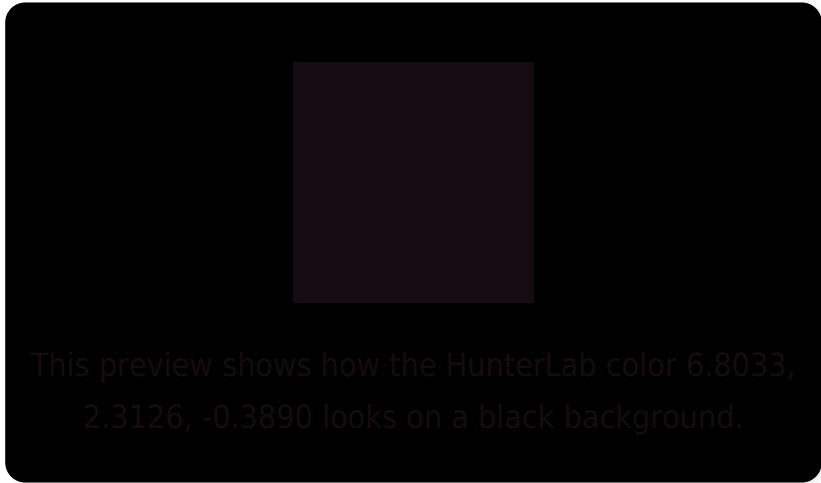 This preview shows how the HunterLab color 6.8033,
2.3126, -0.3890 looks on a black background.